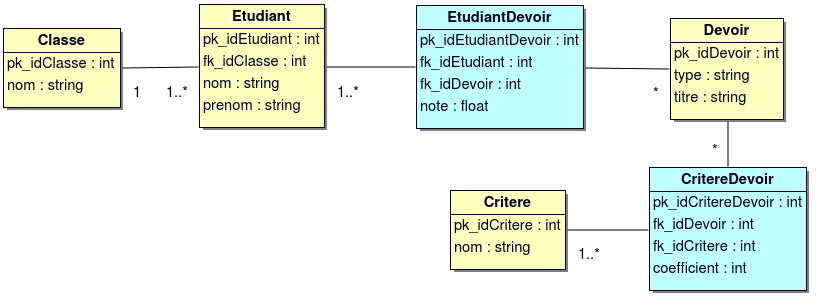 Classe
pk_idClasse : int
nom : string
1
1..*
Etudiant
pk_idEtudiant : int
fk_idClasse : int
nom : string
prenom : string
1..*
EtudiantDevoir
pk_idEtudiantDevoir : int
fk_idEtudiant : int
fk_idDevoir : int
note : float
*
Devoir
pk_idDevoir : int
type : string
titre : string
*
Critere
pk_idCritere : int
nom : string
1..*
CritereDevoir
pk_idCritereDevoir : int
fk_idDevoir : int
fk_idCritere : int
coefficient : int